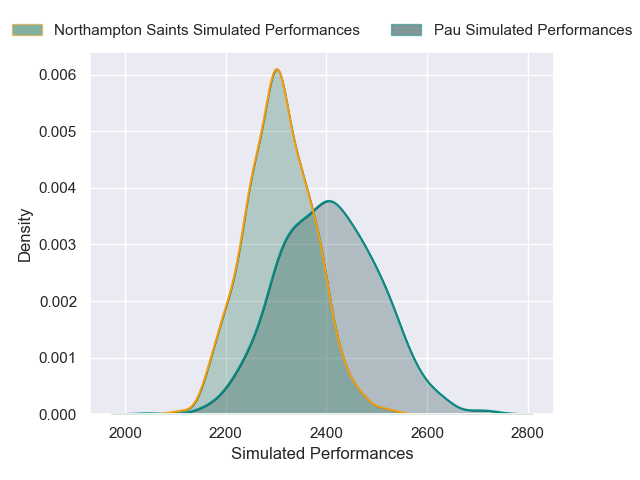 Northampton Saints Simulated Performances
Pau Simulated Performances
0.006
0.005
0.004
0.003
0.002
0.001
0.000
Density
2000 2200 2400 2600 2800
Simulated Performances